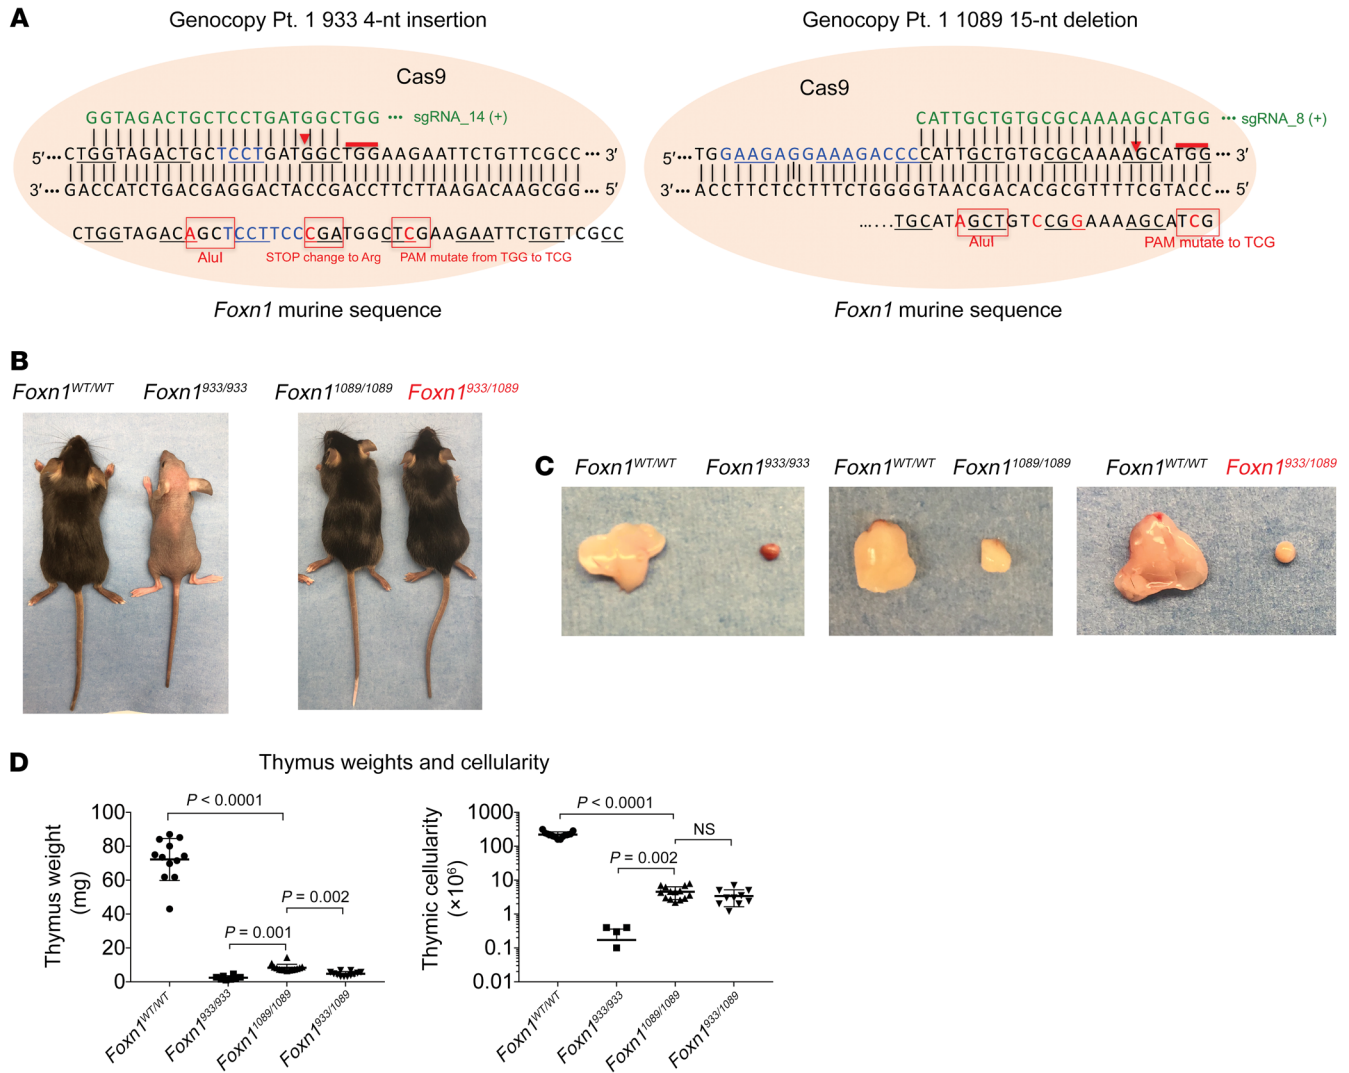 A
Genocopy Pt. 1 933 4-nt insertion
Genocopy Pt. 1 1089 15-nt deletion
Cas9
Cas9
GGTAGACTGCTCCTGATGGCTGG ··· sgRNA_14 (+)
CATTGCTGTGCGCAAAAGCATGG ··· sgRNA_8 (+)
5′··· CTGGTAGACTGCTCCTGATGGCTGGAAGAATTCTGTTCGCC ··· 3′
5′··· TGGAAGAGGAAAGACCCCATTGCTGTGCGCAAAAGCATGG ··· 3′
3′··· GACCATCTGACGAGGACTACCGACCTTCTTAAGACAAGCGG ··· 5′
3′··· ACCTTCTCCTTTCTGGGGTAACGACACGCGTTTTCGTACC ··· 5′
CTGGTAGACAGCTCCTTCCCGATGGCTCGAAGAATTCTGTTCGCC
......TGCATAGCTGTCCGGAAAAGCATCG
AluI
STOP change to Arg
PAM mutate from TGG to TCG
AluI
PAM mutate to TCG
Foxn1 murine sequence
Foxn1 murine sequence
B
Foxn1WT/WT
Foxn1933/933
Foxn11089/1089
Foxn1933/1089
C
Foxn1WT/WT
Foxn1933/933
Foxn1WT/WT
Foxn11089/1089
Foxn1WT/WT
Foxn1933/1089
D
Thymus weights and cellularity
Thymus weight
(mg)
100
80
60
40
20
0
P < 0.0001
P = 0.002
P = 0.001
Foxn1WT/WT
Foxn1933/933
Foxn11089/1089
Foxn1933/1089
Thymic cellularity
(×106)
1000
100
10
1
0.1
0.01
P < 0.0001
NS
P = 0.002
Foxn1WT/WT
Foxn1933/933
Foxn11089/1089
Foxn1933/1089